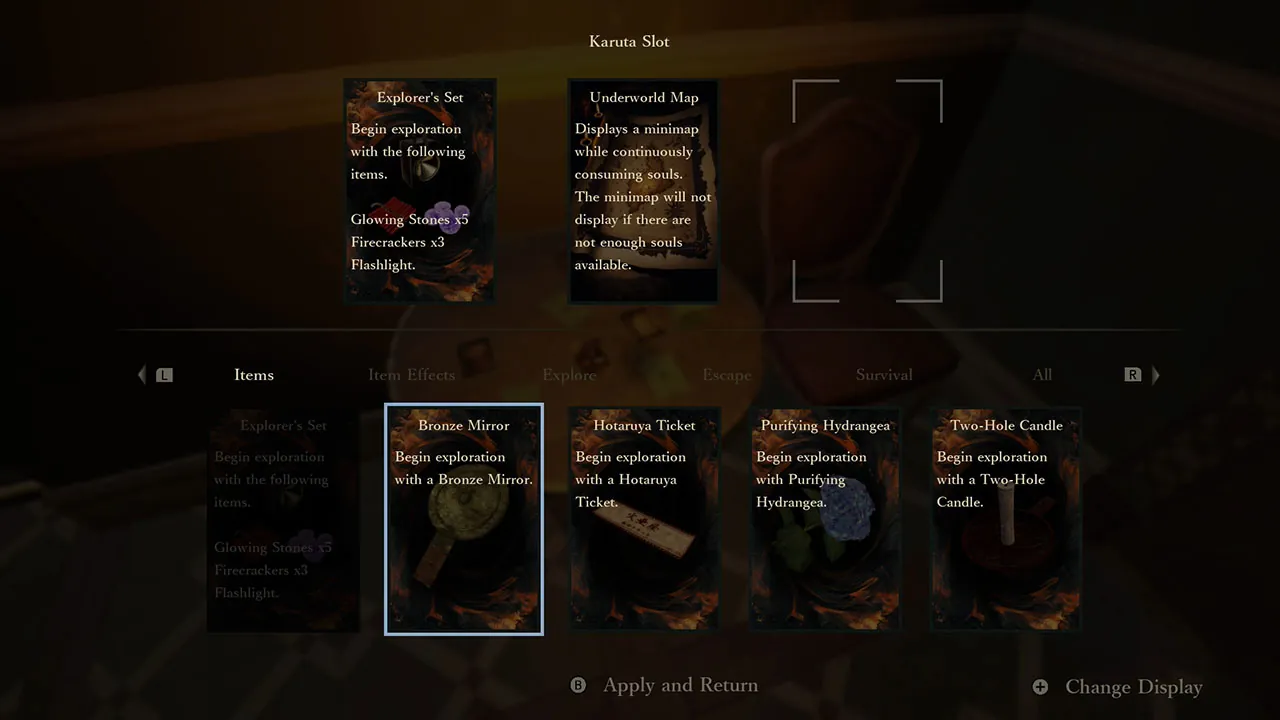 Karuta Slot
Explorer's Set
Begin exploration
with the following
items.
Glowing Stones x5
Firecrackers x3
Flashlight.
Underworld Map
Displays a minimap
while continuously
consuming souls.
The minimap will not
display if there are
not enough souls
available.
L
Items
Item Effects
Explore
Escape
Survival
All
R
Explorer's Set
Begin exploration
with the following
items.
Glowing Stones x5
Firecrackers x3
Flashlight.
Bronze Mirror
Begin exploration
with a Bronze Mirror.
Hotaruya Ticket
Begin exploration
with a Hotaruya
Ticket.
Purifying Hydrangea
Begin exploration
with Purifying
Hydrangea.
Two-Hole Candle
Begin exploration
with a Two-Hole
Candle.
B Apply and Return
+ Change Display